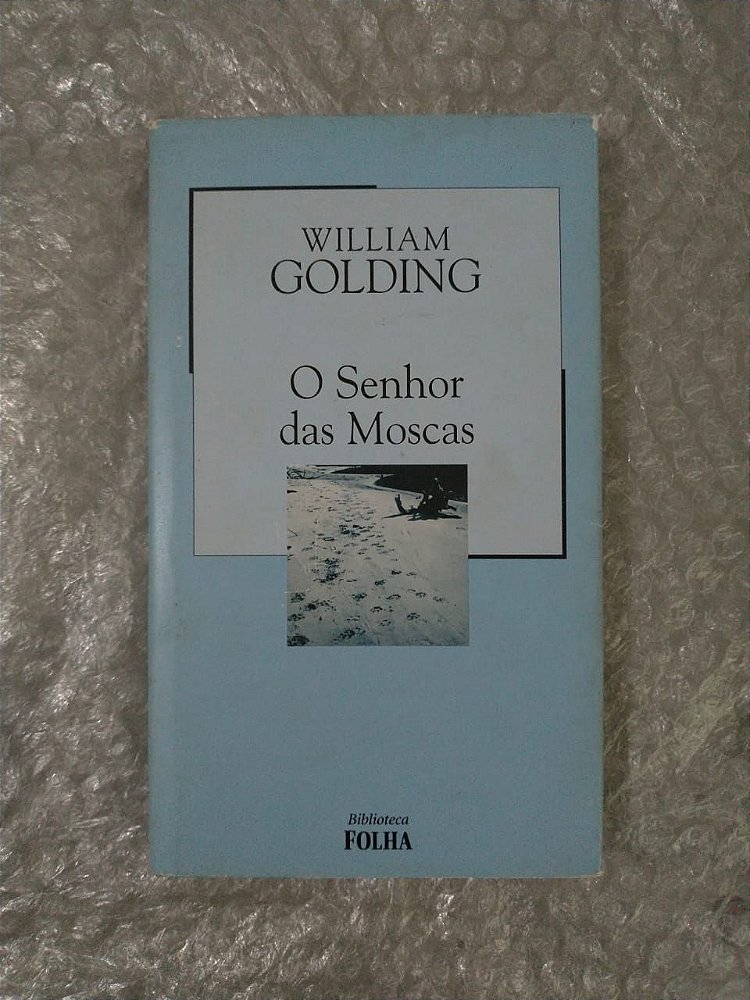 WILLIAM
GOLDING
O Senhor
das Moscas
Biblioteca
FOLHA